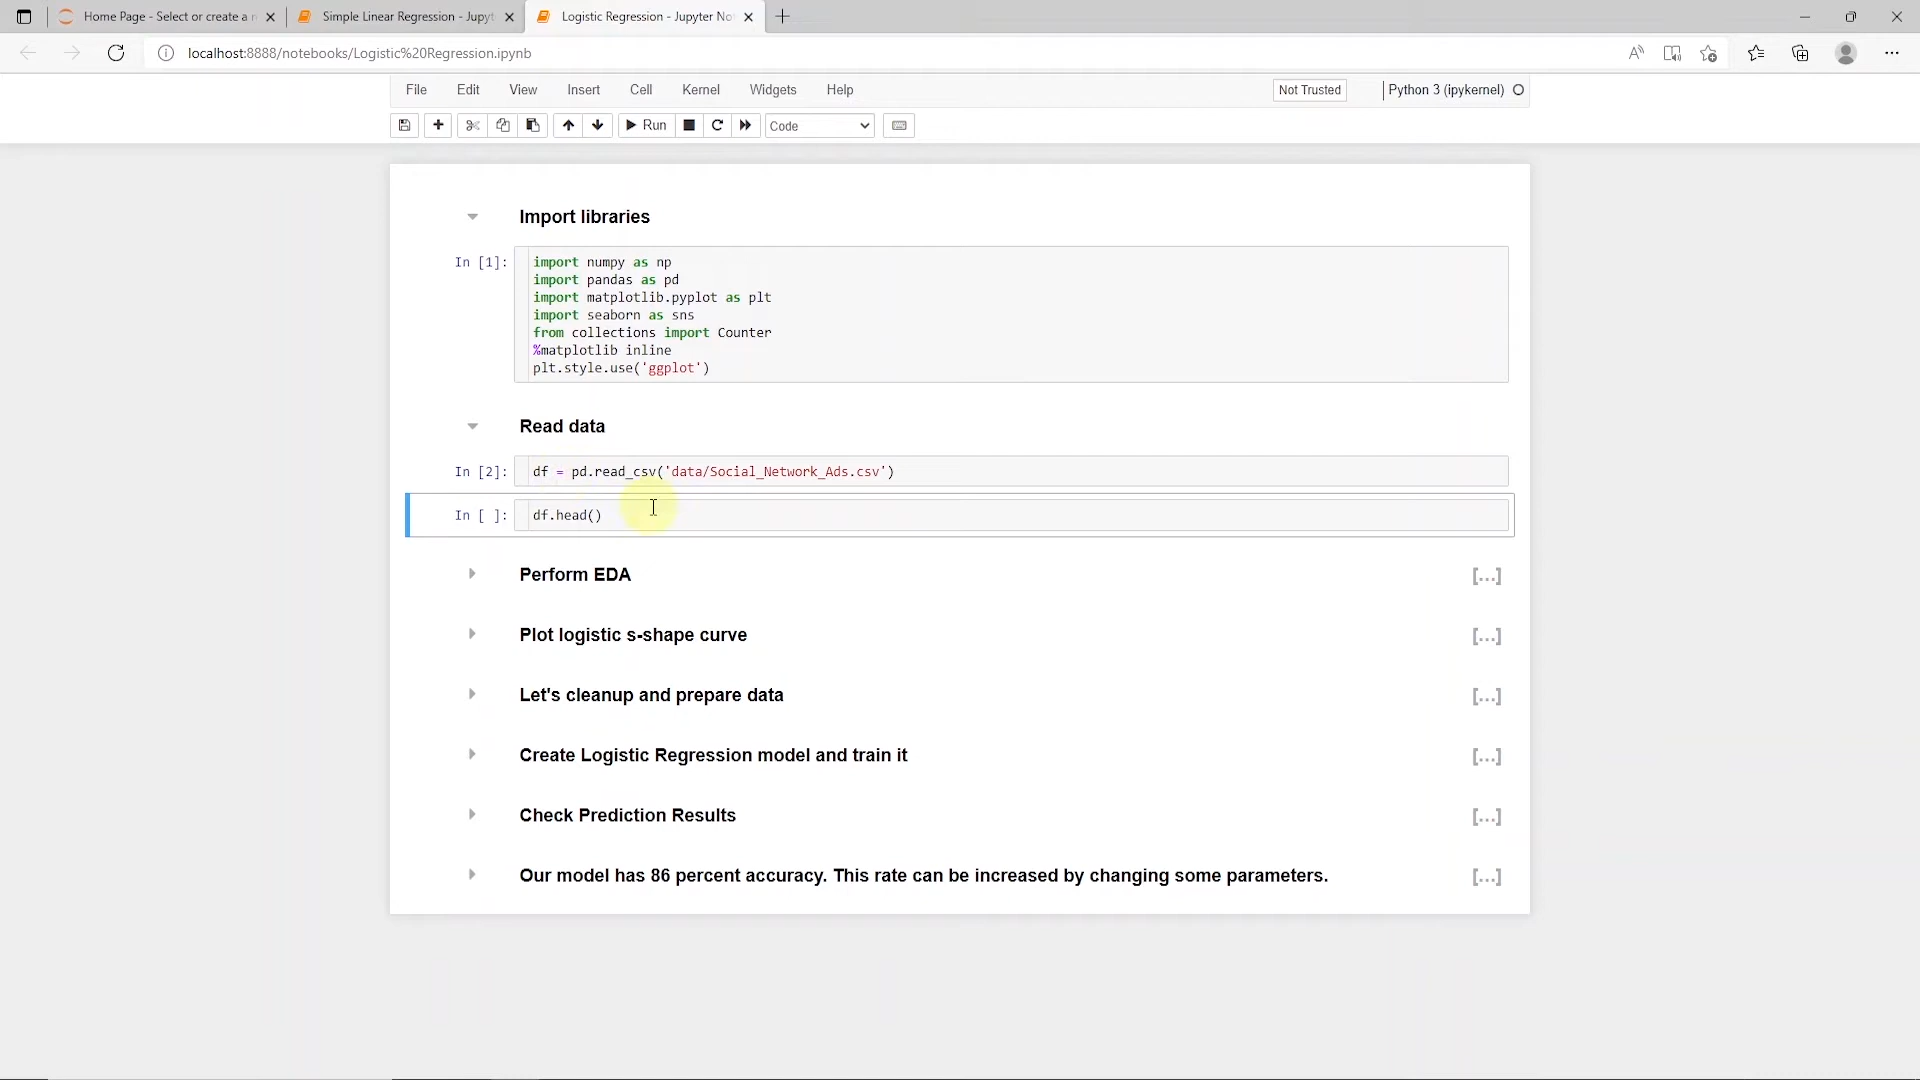 Home Page - Select or create a n
Simple Linear Regression - Jupyt
Logistic Regression - Jupyter No
localhost:8888/notebooks/Logistic%20Regression.ipynb
File Edit View Insert Cell Kernel Widgets Help Not Trusted Python 3 (ipykernel)
Run Code
Import libraries
In [1]: import numpy as np
import pandas as pd
import matplotlib.pyplot as plt
import seaborn as sns
from collections import Counter
%matplotlib inline
plt.style.use('ggplot')
Read data
In [2]: df = pd.read_csv('data/Social_Network_Ads.csv')
In [ ]: df.head()
Perform EDA [...]
Plot logistic s-shape curve [...]
Let's cleanup and prepare data [...]
Create Logistic Regression model and train it [...]
Check Prediction Results [...]
Our model has 86 percent accuracy. This rate can be increased by changing some parameters. [...]